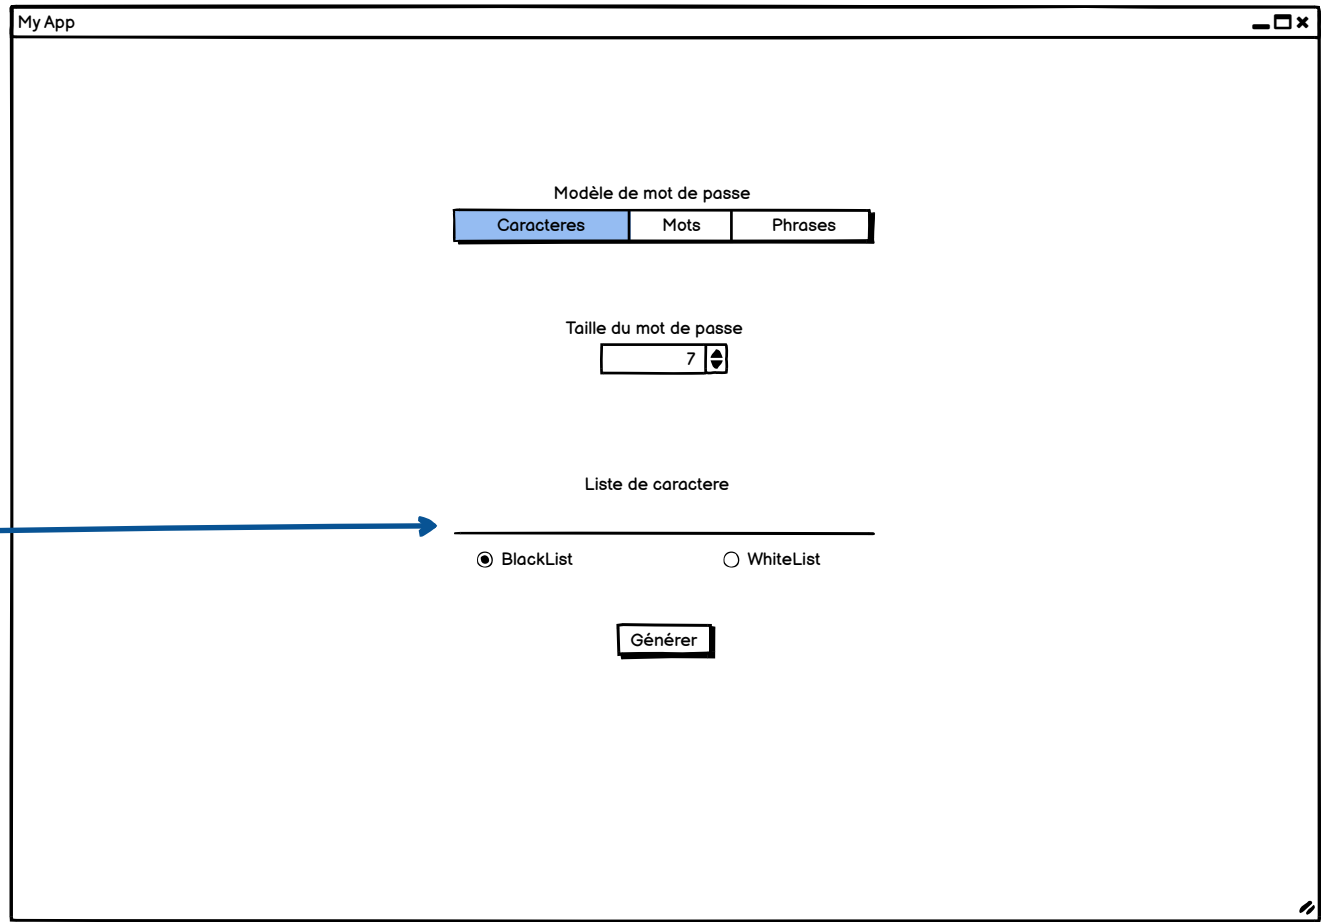 My App
Modèle de mot de passe
Caracteres Mots Phrases
Taille du mot de passe
7
Liste de caractere
BlackList WhiteList
Générer